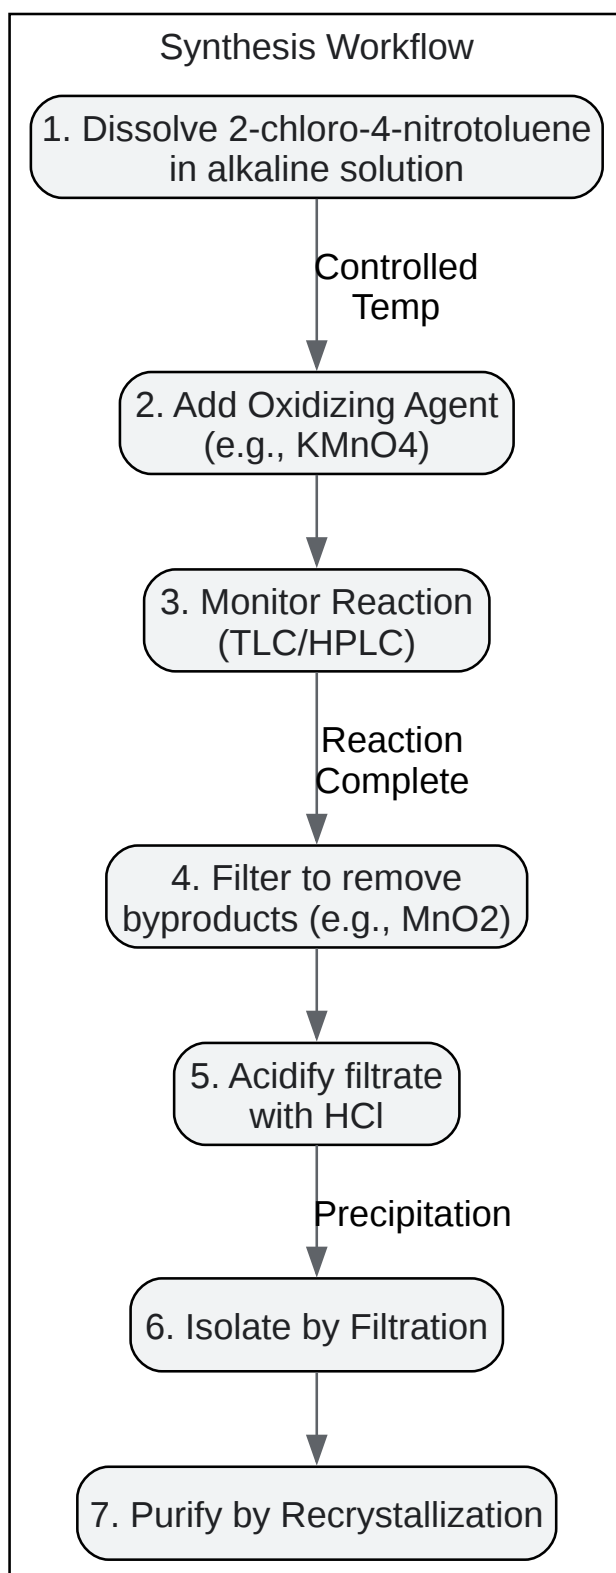 Synthesis Workflow
1. Dissolve 2-chloro-4-nitrotoluene
in alkaline solution
Controlled
Temp
2. Add Oxidizing Agent
(e.g., KMnO4)
3. Monitor Reaction
(TLC/HPLC)
Reaction
Complete
4. Filter to remove
byproducts (e.g., MnO2)
5. Acidify filtrate
with HCl
Precipitation
6. Isolate by Filtration
7. Purify by Recrystallization